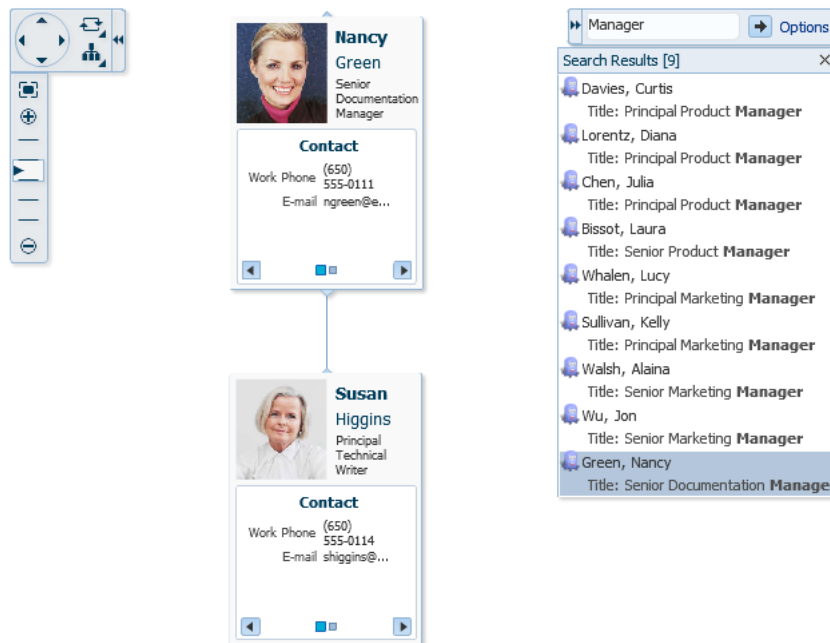 Nancy
Green
Senior
Documentation
Manager
Contact
Work Phone (650)
555-0111
E-mail ngreen@e...
Susan
Higgins
Principal
Technical
Writer
Contact
Work Phone (650)
555-0114
E-mail shiggins@...
Manager Options
Search Results [9]
Davies, Curtis
Title: Principal Product Manager
Lorentz, Diana
Title: Principal Product Manager
Chen, Julia
Title: Principal Product Manager
Bissot, Laura
Title: Senior Product Manager
Whalen, Lucy
Title: Principal Marketing Manager
Sullivan, Kelly
Title: Principal Marketing Manager
Walsh, Alaina
Title: Senior Marketing Manager
Wu, Jon
Title: Senior Marketing Manager
Green, Nancy
Title: Senior Documentation Manage